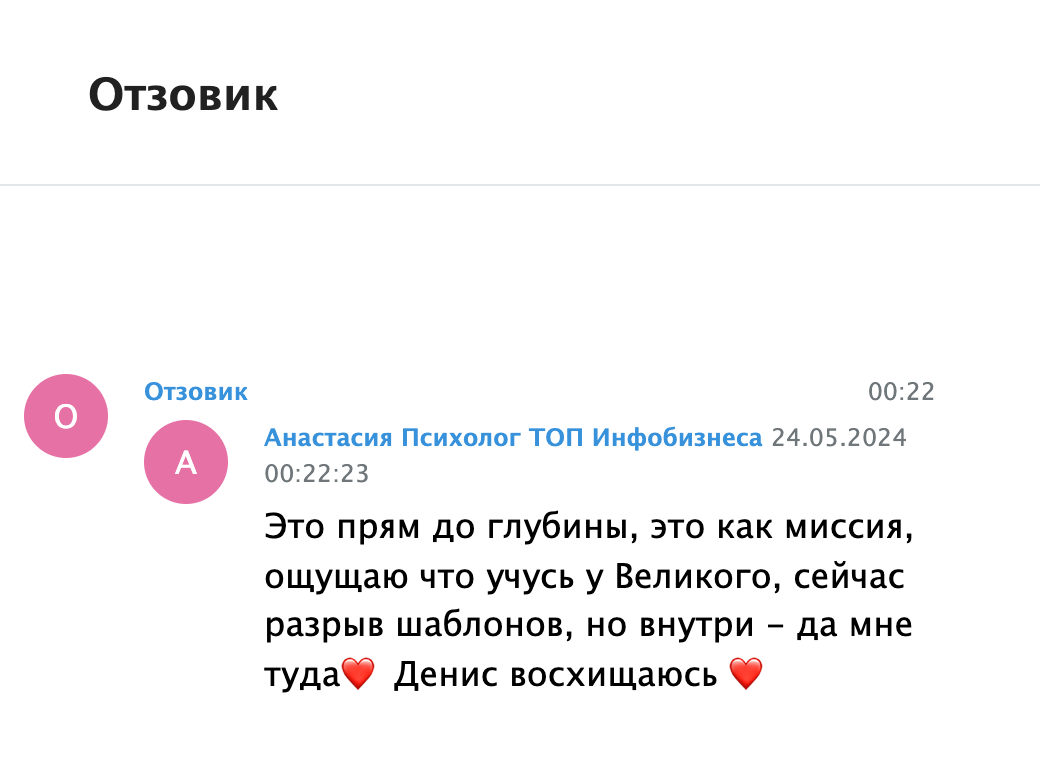 Отзовик
О
Отзовик 00:22
А
Анастасия Психолог ТОП Инфобизнеса 24.05.2024
00:22:23
Это прям до глубины, это как миссия,
ощущаю что учусь у Великого, сейчас
разрыв шаблонов, но внутри – да мне
туда❤️ Денис восхищаюсь ❤️